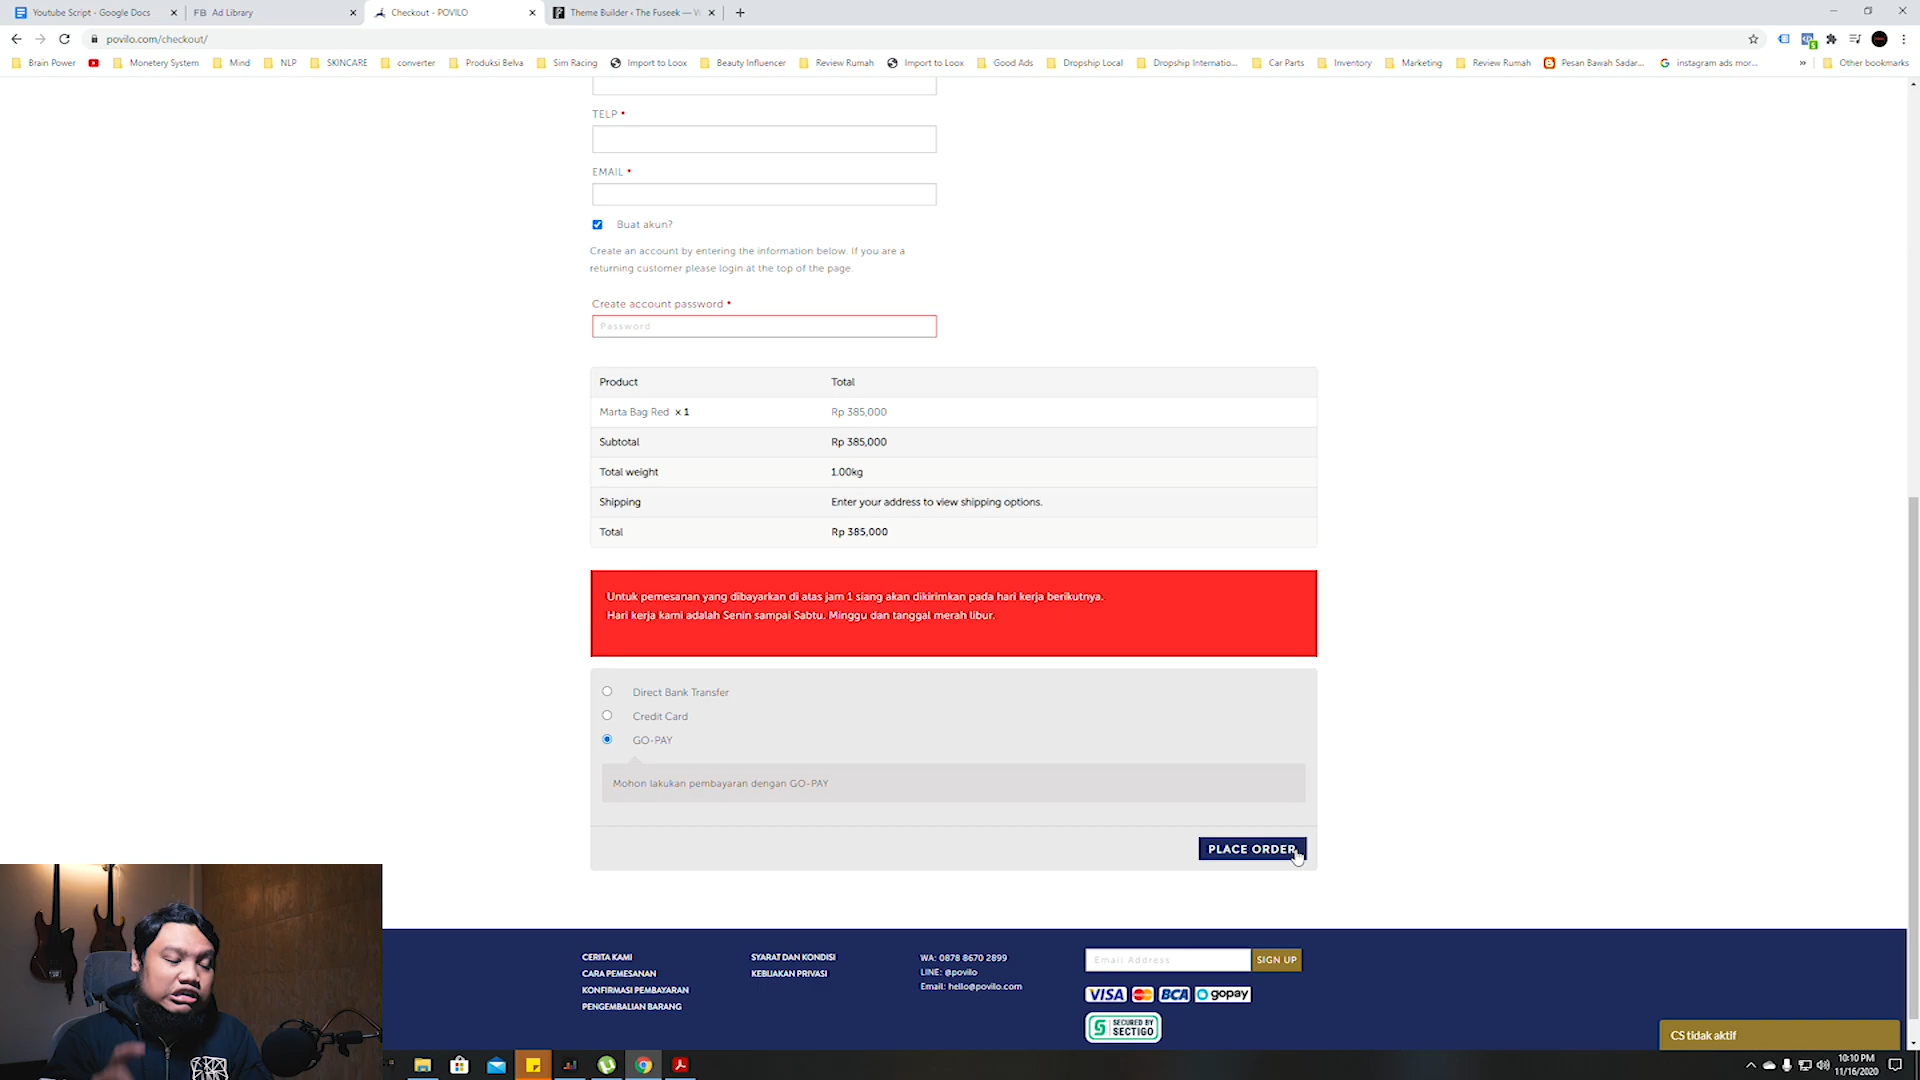 Youtube Script - Google Docs
FB Ad Library
Checkout - POVILO
Theme Builder ‹ The Fuseek — W
povilo.com/checkout/
Brain Power
Monetery System
Mind
NLP
SKINCARE
converter
Produksi Belva
Sim Racing
Import to Loox
Beauty Influencer
Review Rumah
Import to Loox
Good Ads
Dropship Local
Dropship Internatio...
Car Parts
Inventory
Marketing
Review Rumah
Pesan Bawah Sadar...
instagram ads mor...
Other bookmarks
TELP *
EMAIL *
Buat akun?
Create an account by entering the information below. If you are a
returning customer please login at the top of the page.
Create account password *
Password
Product Total
Marta Bag Red x 1 Rp 385,000
Subtotal Rp 385,000
Total weight 1.00kg
Shipping Enter your address to view shipping options.
Total Rp 385,000
Untuk pemesanan yang dibayarkan di atas jam 1 siang akan dikirimkan pada hari kerja berikutnya.
Hari kerja kami adalah Senin sampai Sabtu. Minggu dan tanggal merah libur.
Direct Bank Transfer
Credit Card
GO-PAY
Mohon lakukan pembayaran dengan GO-PAY
PLACE ORDER
CERITA KAMI
CARA PEMESANAN
KONFIRMASI PEMBAYARAN
PENGEMBALIAN BARANG
SYARAT DAN KONDISI
KEBIJAKAN PRIVASI
WA: 0878 8670 2899
LINE: @povilo
Email: hello@povilo.com
Email Address
SIGN UP
VISA
BCA
gopay
SECURED BY
SECTIGO
CS tidak aktif
10:10 PM
11/16/2020